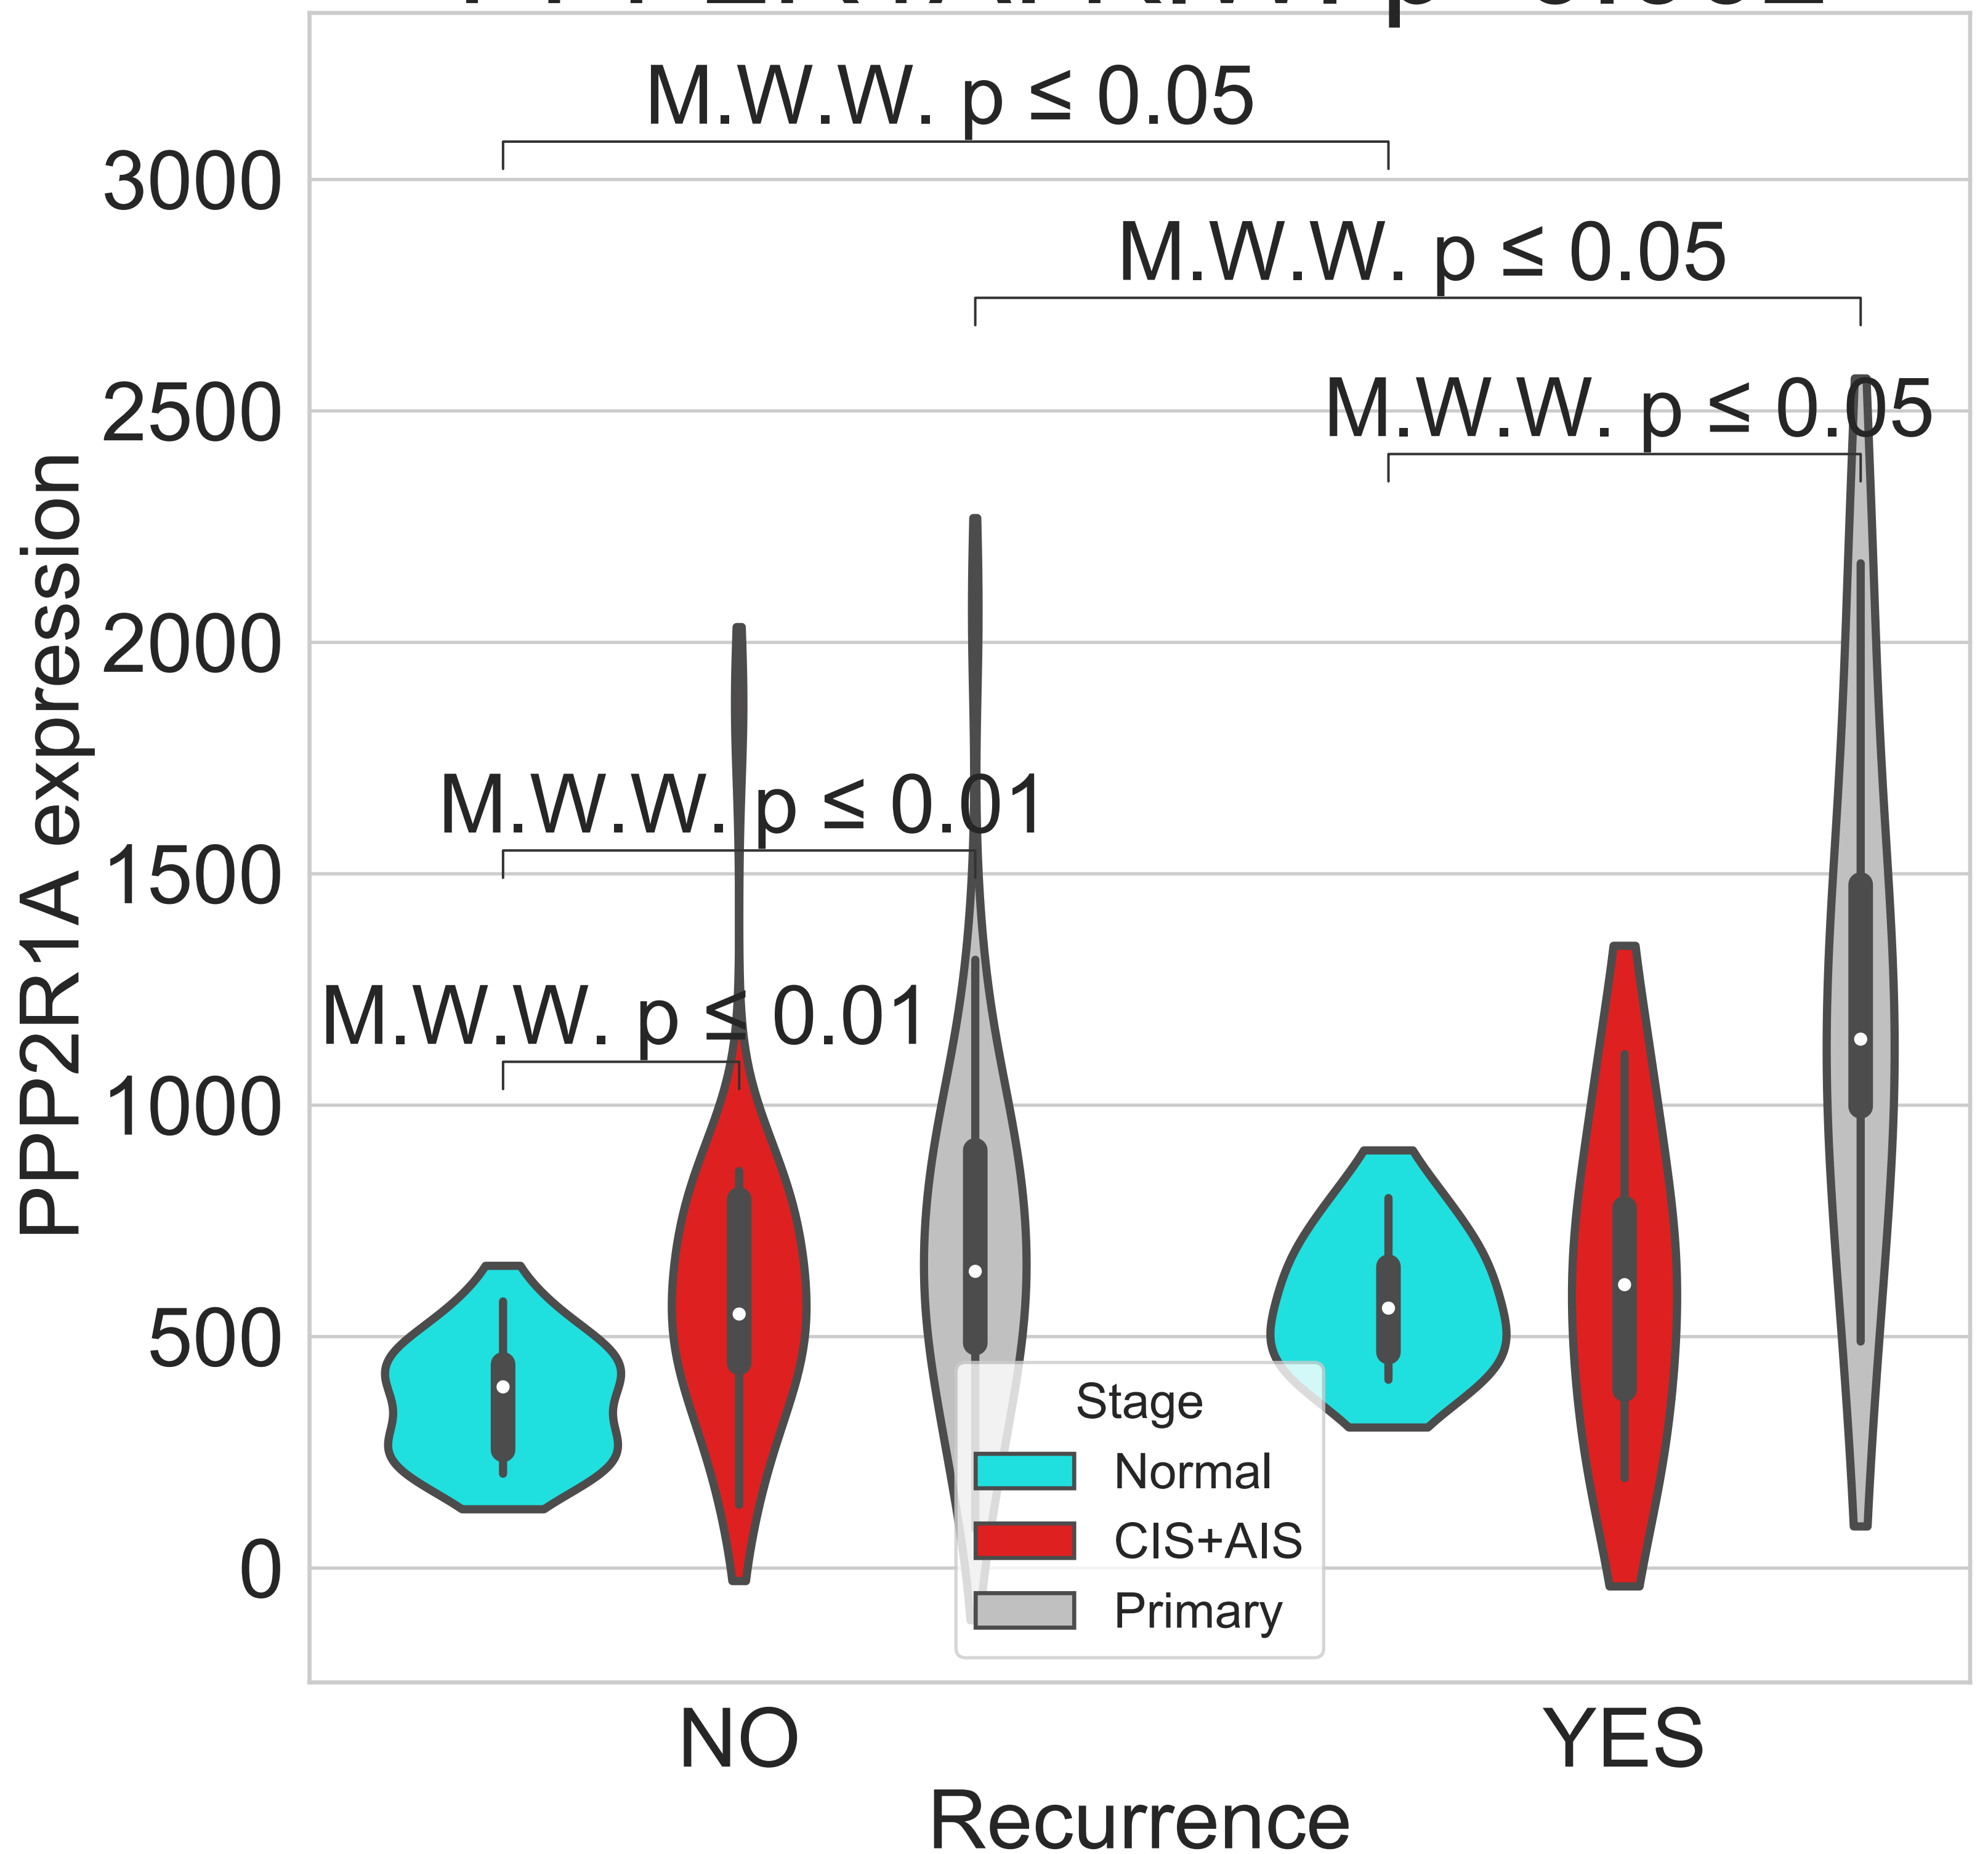 M.W.W. p ≤ 0.05
3000
M.W.W. p ≤ 0.05
2500
M.W.W. p ≤ 0.05
2000
M.W.W. p ≤ 0.01
1500
M.W.W. p ≤ 0.01
1000
500
0
PPP2R1A expression
Stage
Normal
CIS+AIS
Primary
NO
YES
Recurrence